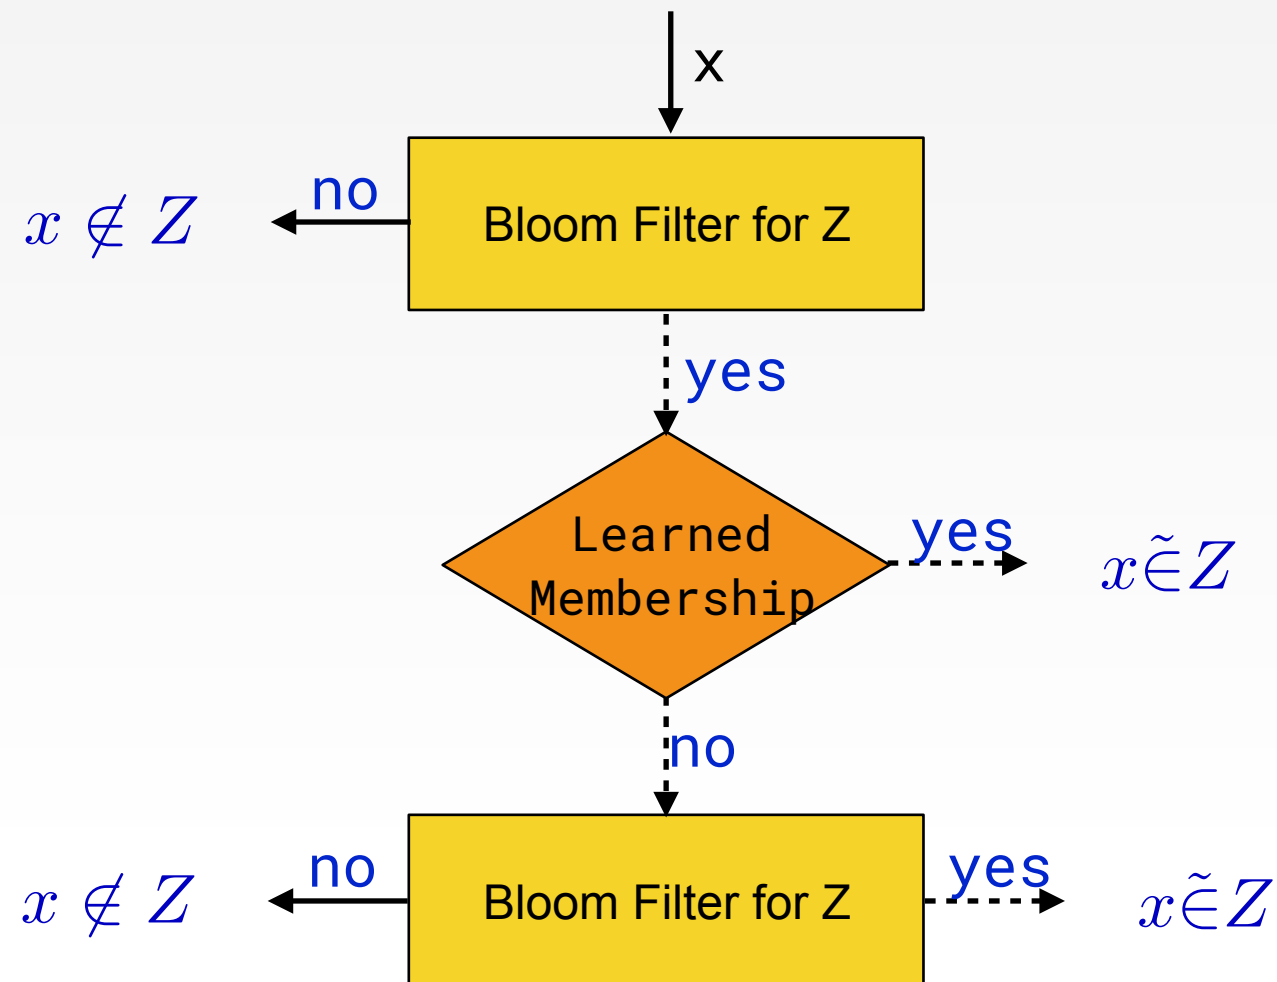 x
no
x ∉ Z
Bloom Filter for Z
yes
Learned
Membership
yes
x ∈̃ Z
no
no
x ∉ Z
Bloom Filter for Z
yes
x ∈̃ Z